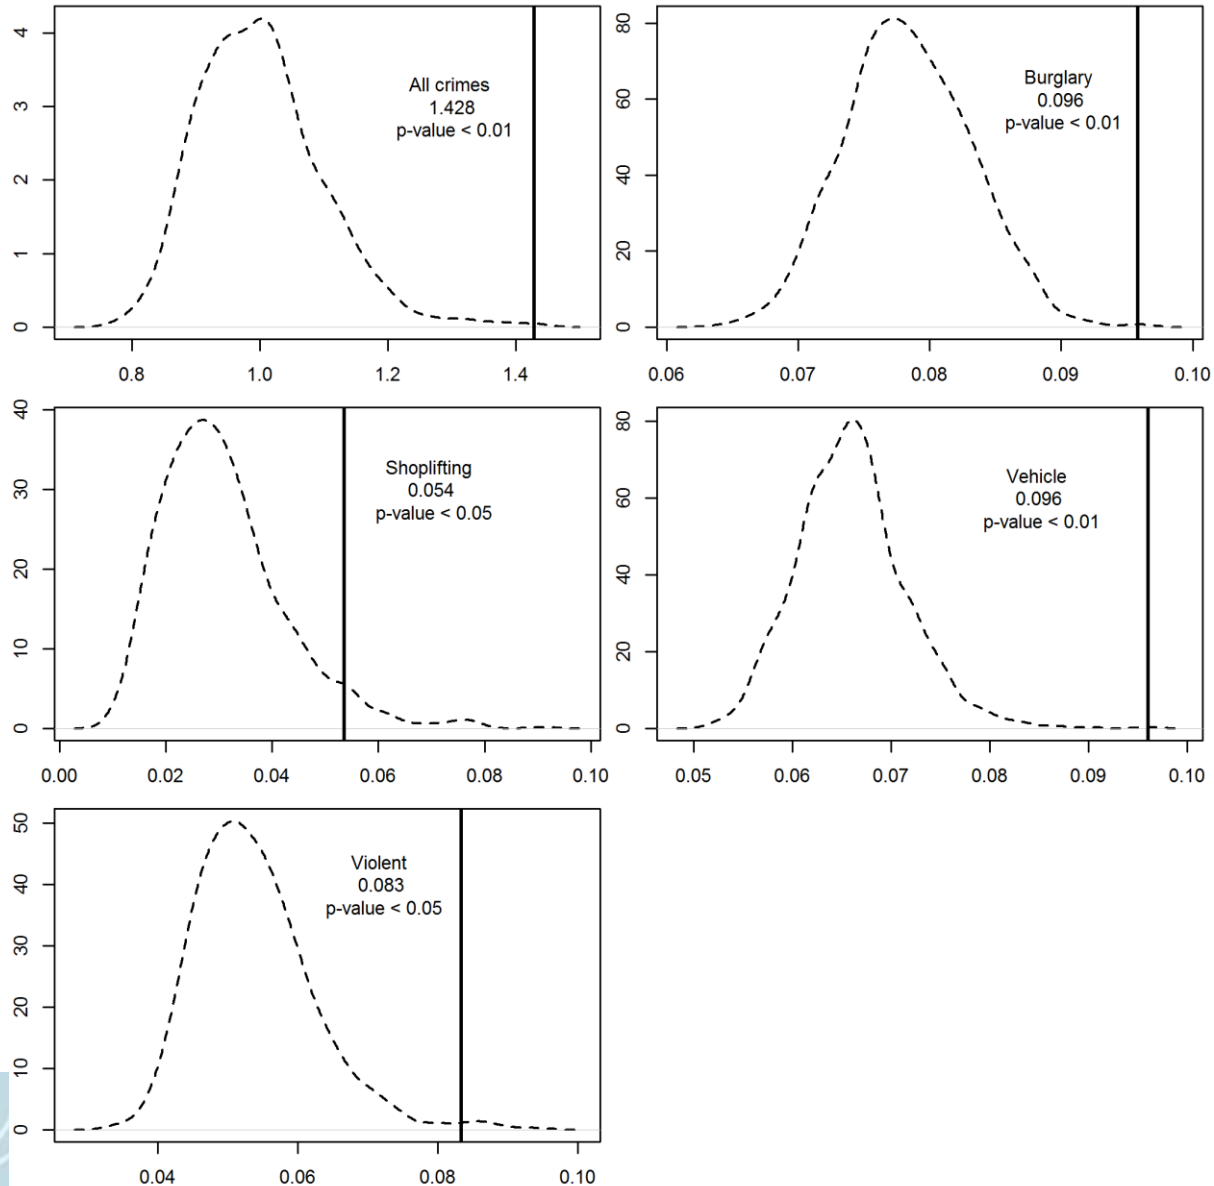 4
3
2
1
0
All crimes
1.428
p-value < 0.01
0.8 1.0 1.2 1.4
80
60
40
20
0
Burglary
0.096
p-value < 0.01
0.06 0.07 0.08 0.09 0.10
40
30
20
10
0
Shoplifting
0.054
p-value < 0.05
0.00 0.02 0.04 0.06 0.08 0.10
80
60
40
20
0
Vehicle
0.096
p-value < 0.01
0.05 0.06 0.07 0.08 0.09 0.10
50
40
30
20
10
0
Violent
0.083
p-value < 0.05
0.04 0.06 0.08 0.10